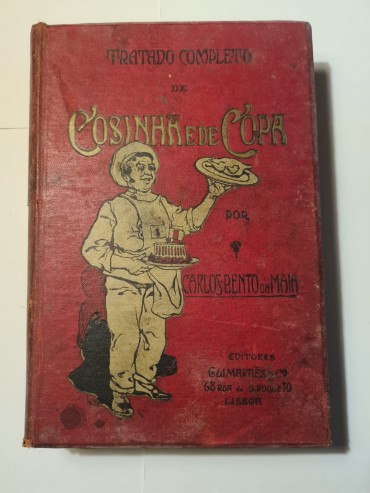 TRATADO COMPLETO
DE
COSINHA E DE COPA
POR
CARLOS BENTO DA MAIA
EDITORES
GUIMARÃES & Cº
68 RUA DE S. ROQUE 70
LISBOA